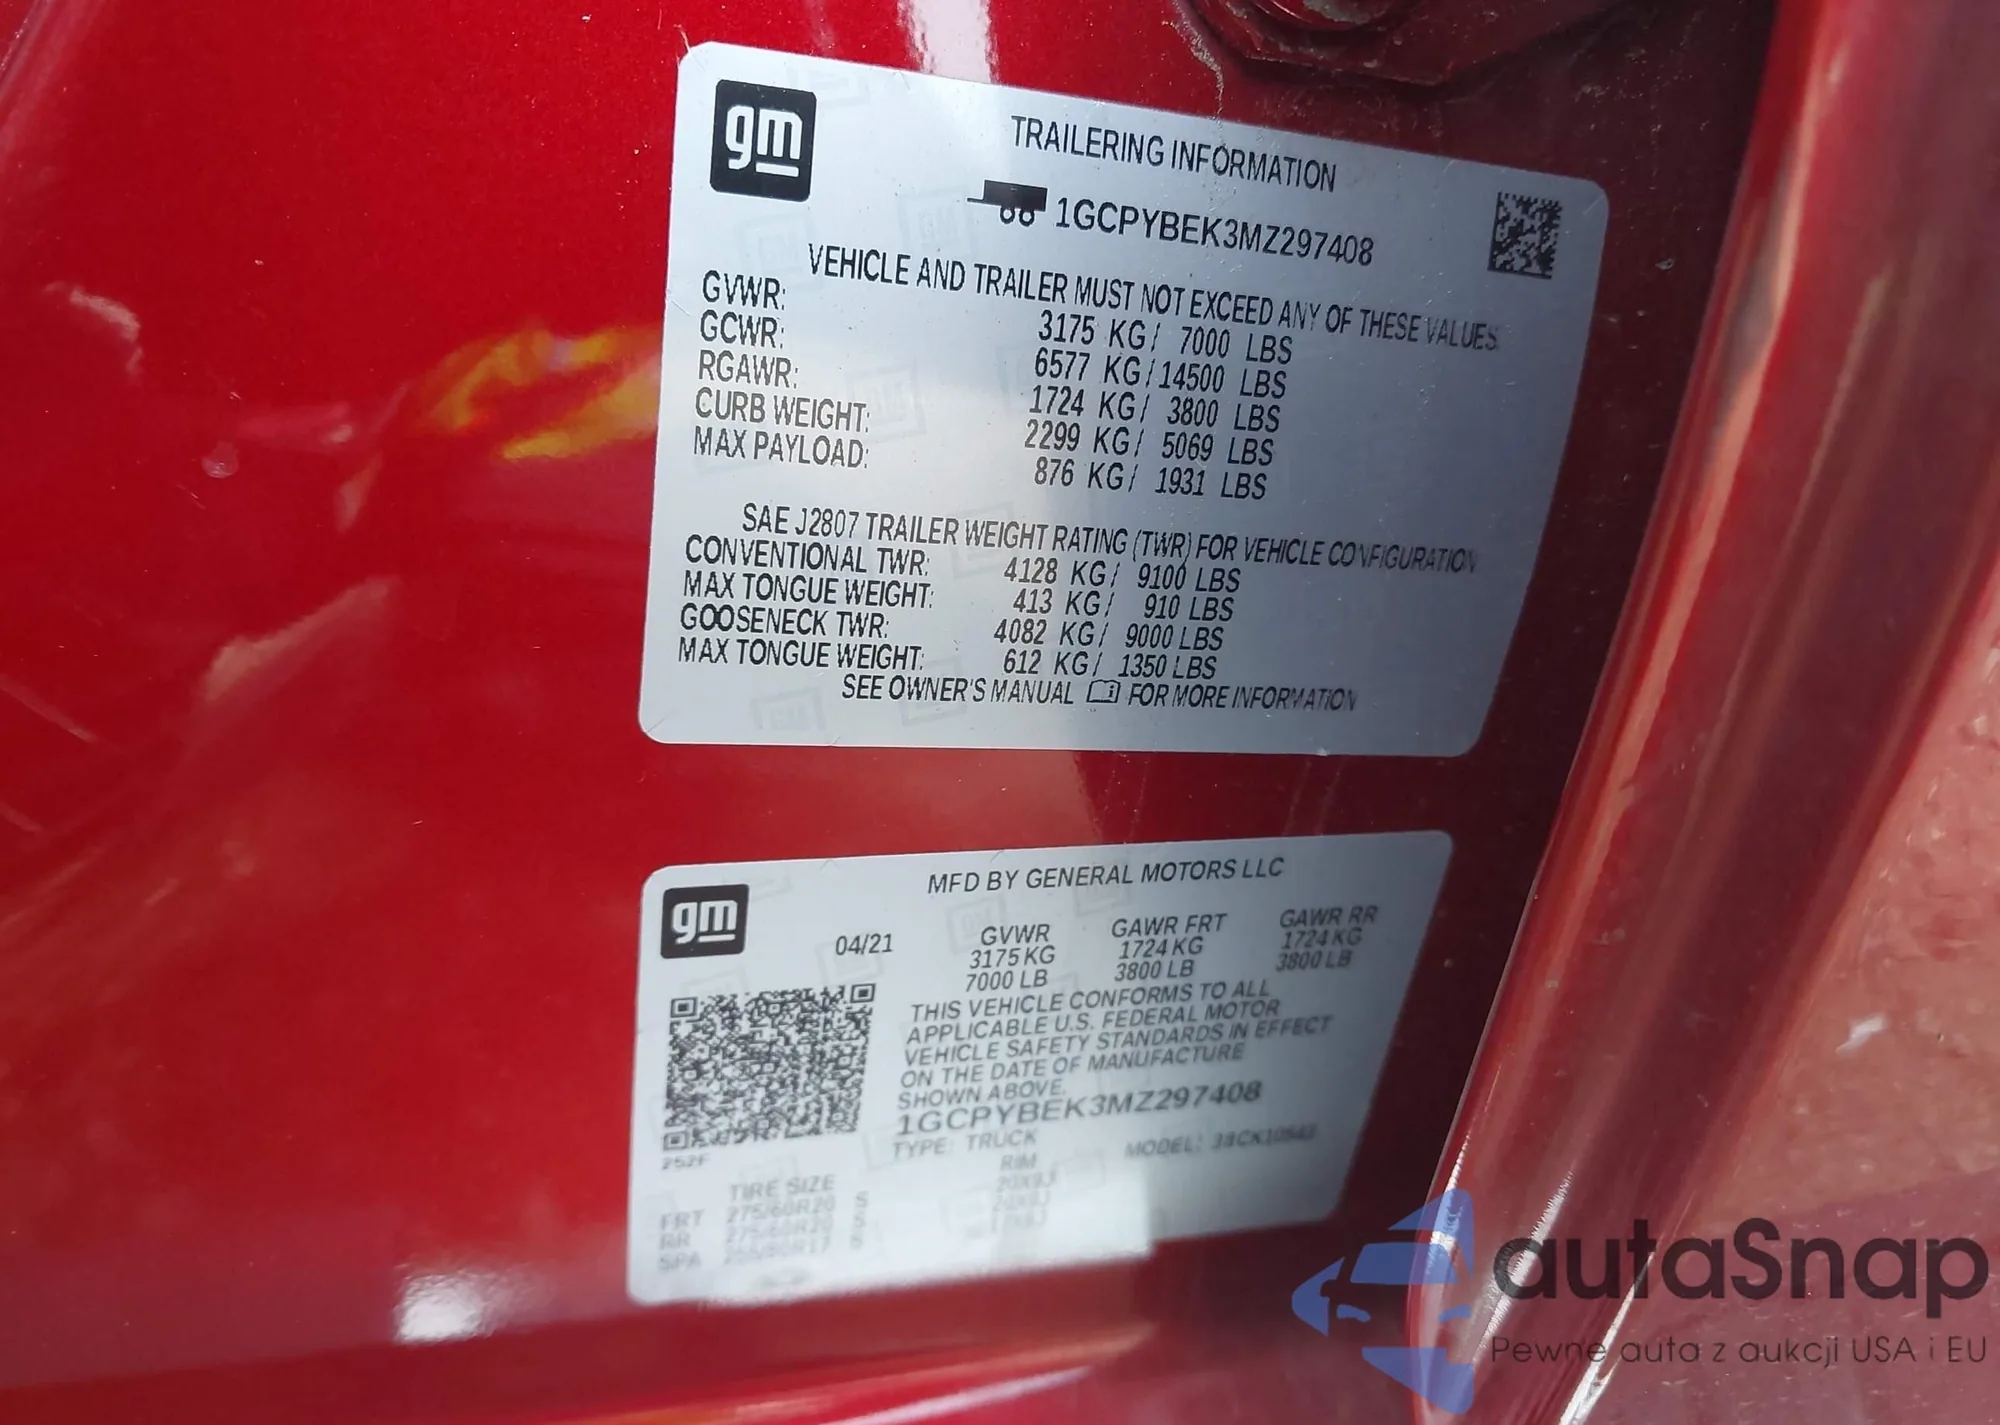 gm
TRAILERING INFORMATION
1GCPYBEK3MZ297408
VEHICLE AND TRAILER MUST NOT EXCEED ANY OF THESE VALUES
GVWR: 3175 KG/ 7000 LBS
GCWR: 6577 KG/14500 LBS
RGAWR: 1724 KG/ 3800 LBS
CURB WEIGHT: 2299 KG/ 5069 LBS
MAX PAYLOAD: 876 KG/ 1931 LBS
SAE J2807 TRAILER WEIGHT RATING (TWR) FOR VEHICLE CONFIGURATION
CONVENTIONAL TWR: 4128 KG/ 9100 LBS
MAX TONGUE WEIGHT: 413 KG/ 910 LBS
GOOSENECK TWR: 4082 KG/ 9000 LBS
MAX TONGUE WEIGHT: 612 KG/ 1350 LBS
SEE OWNER'S MANUAL FOR MORE INFORMATION
gm
MFD BY GENERAL MOTORS LLC
04/21 GVWR GAWR FRT GAWR RR
3175 KG 1724 KG 1724 KG
7000 LB 3800 LB 3800 LB
THIS VEHICLE CONFORMS TO ALL
APPLICABLE U.S. FEDERAL MOTOR
VEHICLE SAFETY STANDARDS IN EFFECT
ON THE DATE OF MANUFACTURE
SHOWN ABOVE.
1GCPYBEK3MZ297408
TYPE: TRUCK MODEL:
252F
TIRE SIZE RIM
FRT 275/60R20 S 20X9J
RR 275/60R20 S 20X9J
SPA
autaSnap
Pewne auta z aukcji USA i EU